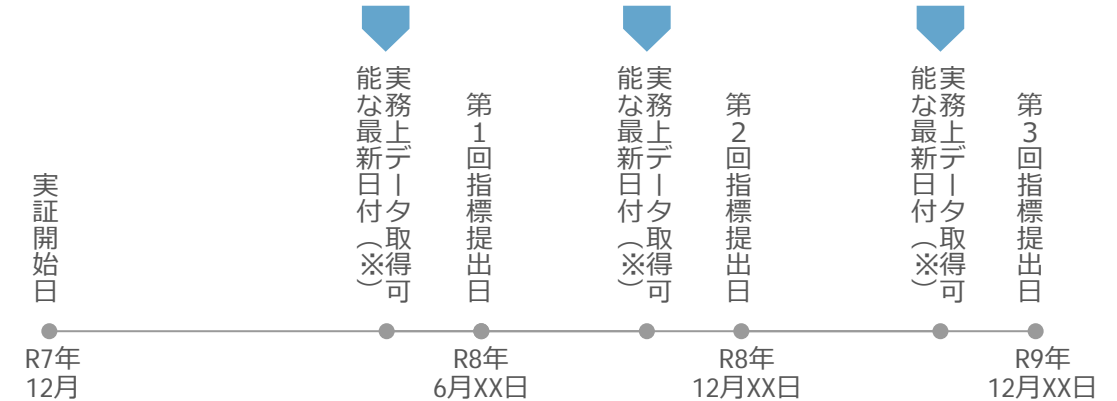 実証開始日
実務上データ取得可
能な最新日付（※）
第1回指標提出日
実務上データ取得可
能な最新日付（※）
第2回指標提出日
実務上データ取得可
能な最新日付（※）
第3回指標提出日
R7年
12月
R8年
6月XX日
R8年
12月XX日
R9年
12月XX日